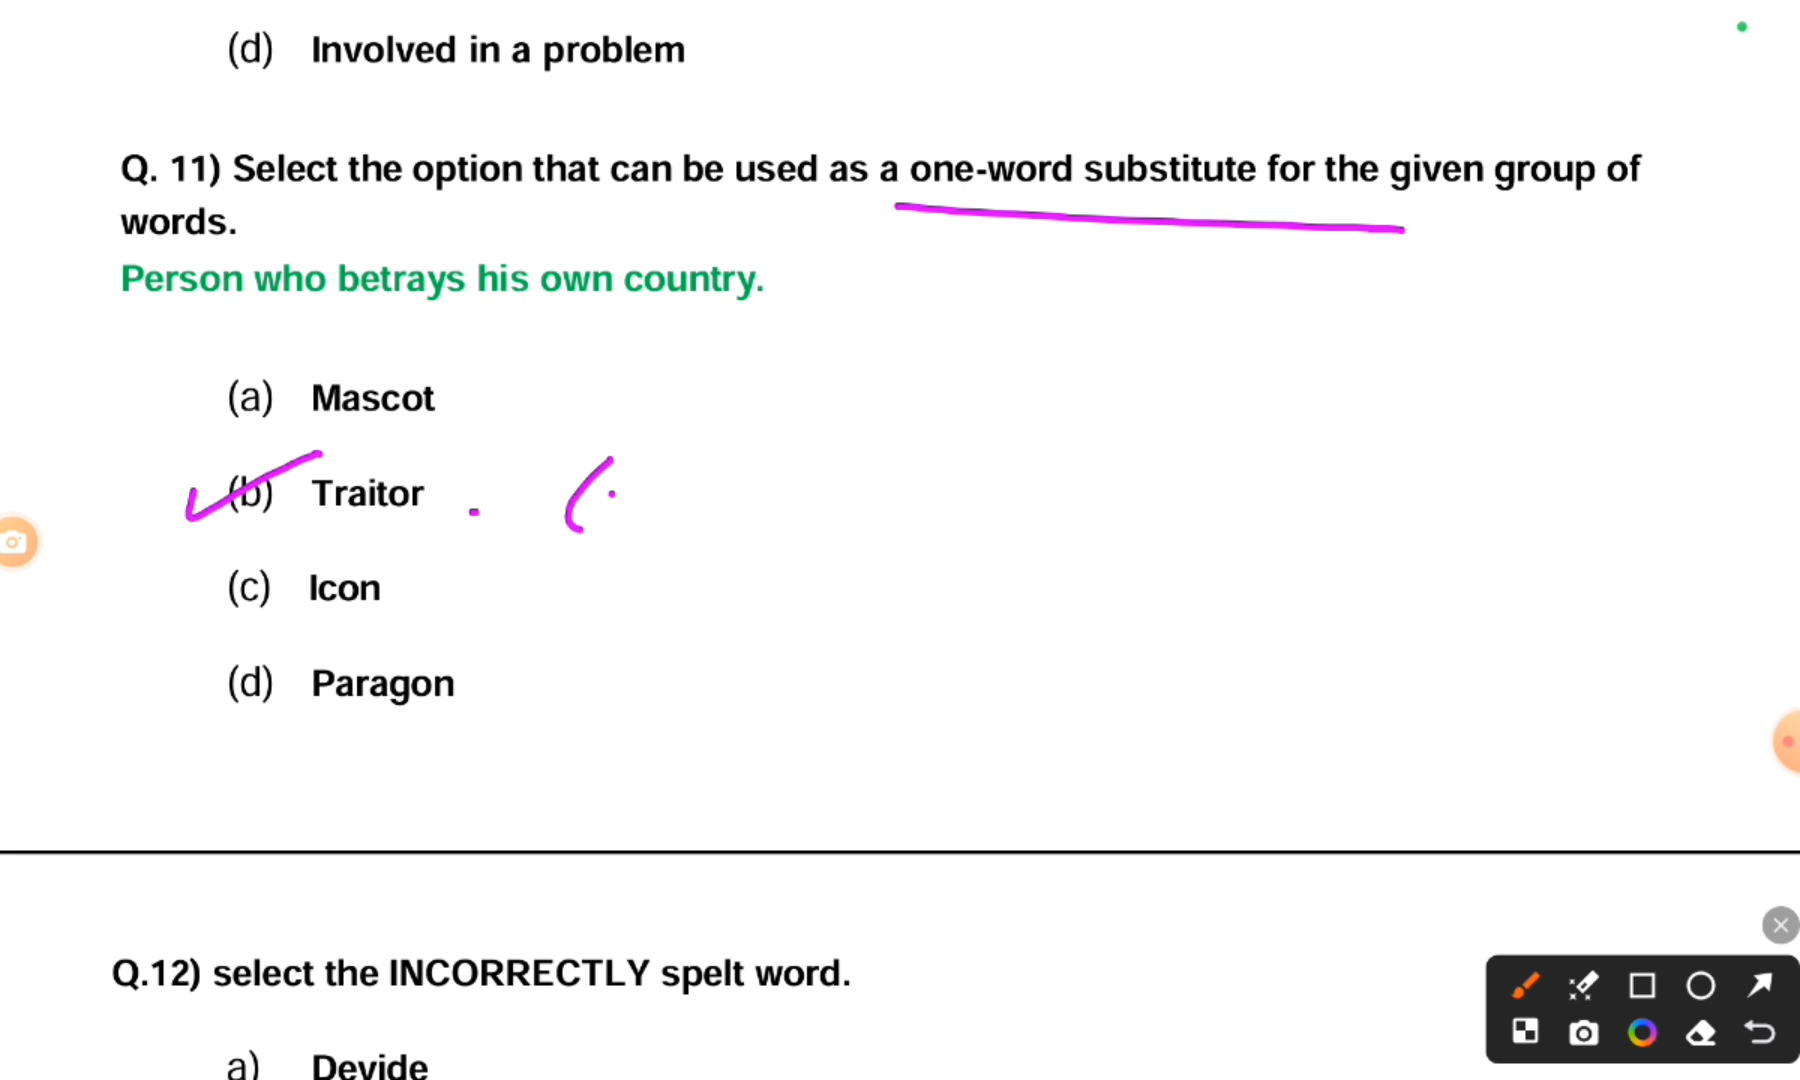 (d) Involved in a problem
Q. 11) Select the option that can be used as a one-word substitute for the given group of
words.
Person who betrays his own country.
(a) Mascot
(b) Traitor
(c) Icon
(d) Paragon
Q.12) select the INCORRECTLY spelt word.
a) Devide